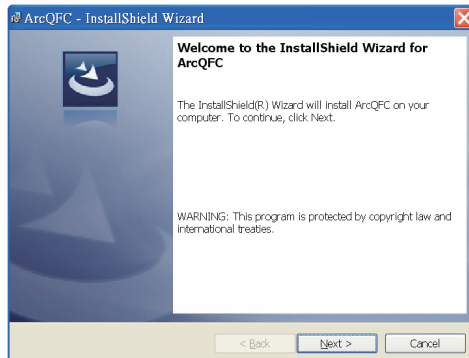 ArcQFC - InstallShield Wizard
Welcome to the InstallShield Wizard for
ArcQFC
The InstallShield(R) Wizard will install ArcQFC on your
computer. To continue, click Next.
WARNING: This program is protected by copyright law and
international treaties.
< Back
Next >
Cancel